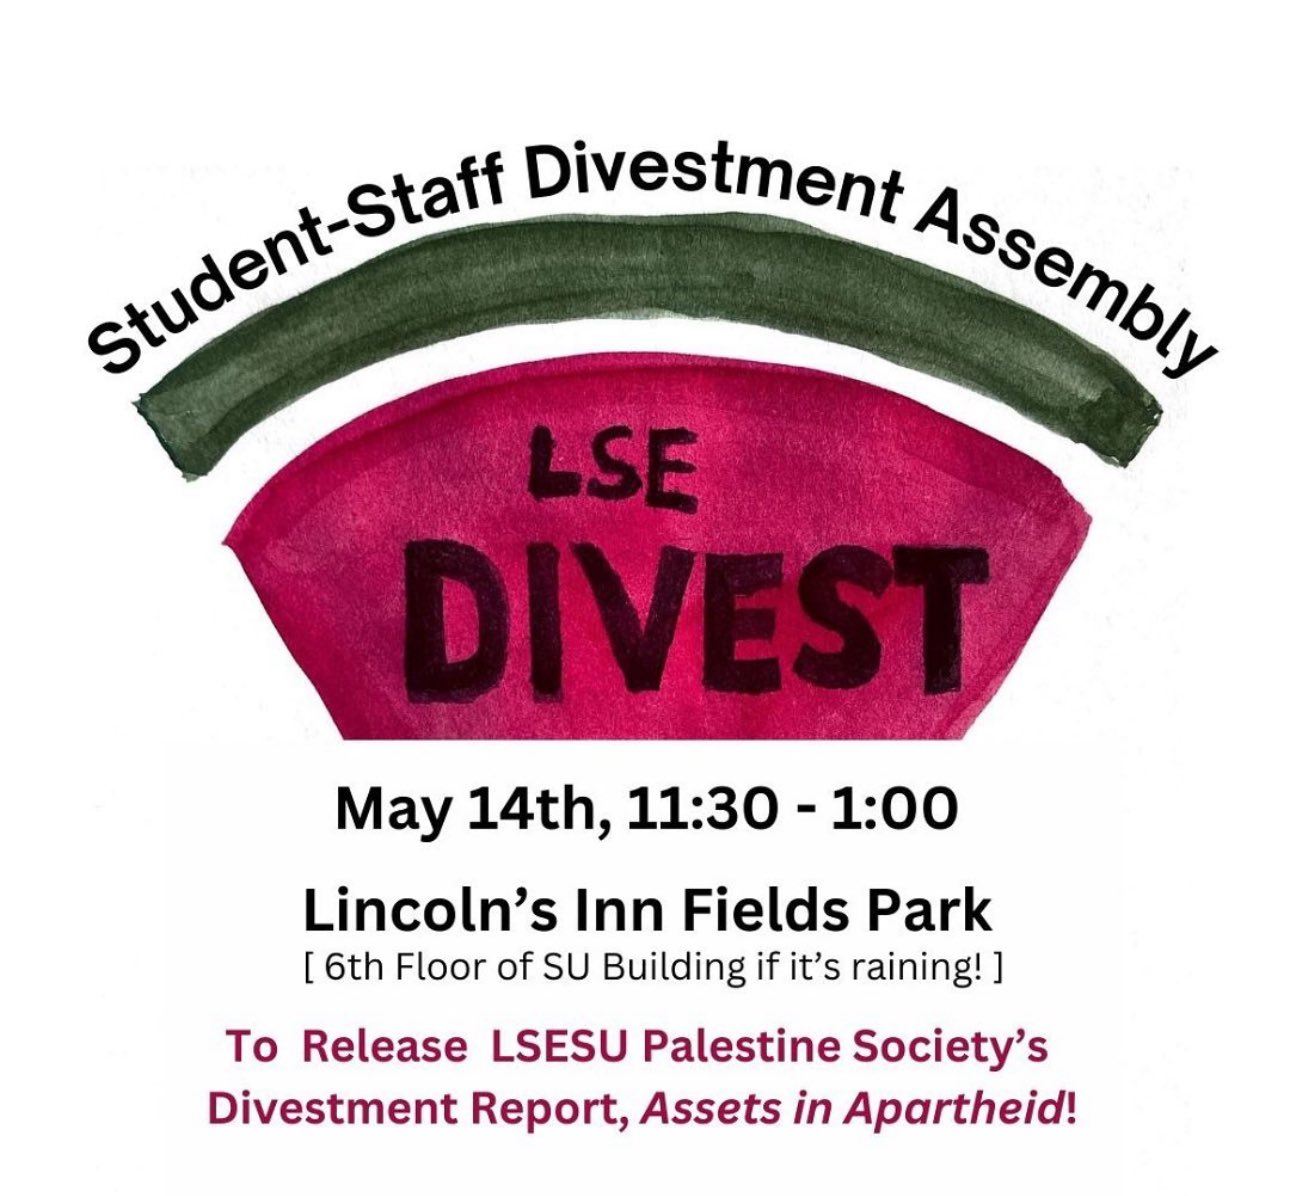 Student-Staff Divestment Assembly
LSE
DIVEST
May 14th, 11:30 - 1:00
Lincoln’s Inn Fields Park
[ 6th Floor of SU Building if it’s raining! ]
To Release LSESU Palestine Society’s
Divestment Report, Assets in Apartheid!